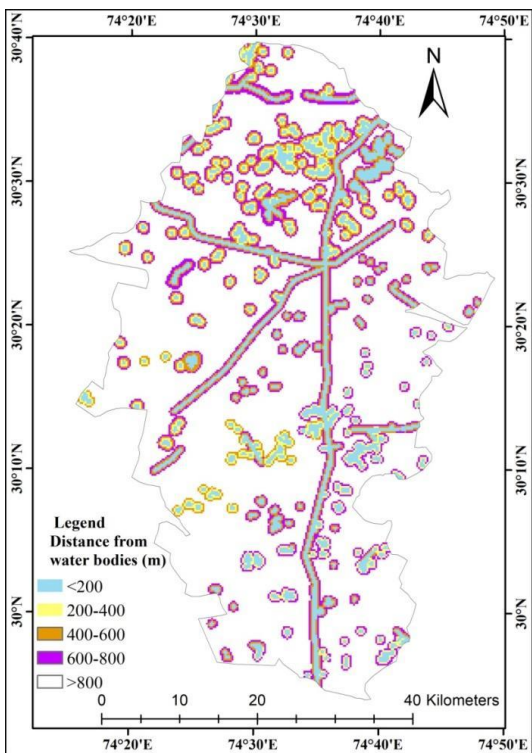 74°20'E 74°30'E 74°40'E 74°50'E
30°40'N
N
30°30'N 30°30'N
30°20'N 30°20'N
30°10'N 30°10'N
30°N 30°N
Legend
Distance from
water bodies (m)
<200
200-400
400-600
600-800
>800
0 10 20 40 Kilometers
74°20'E 74°30'E 74°40'E 74°50'E